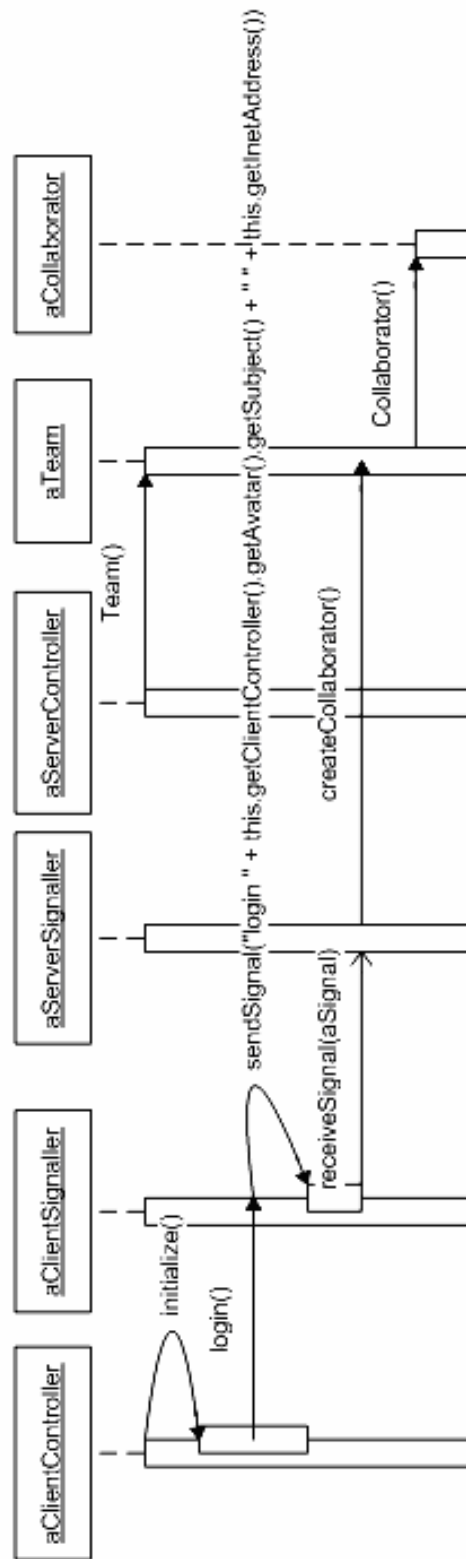 aClientController
aClientSignaller
aServerSignaller
aServerController
aTeam
aCollaborator
Team()
initialize()
login()
sendSignal("login " + this.getClientController().getAvatar().getSubject() + " " + this.getInetAddress())
receiveSignal(aSignal)
createCollaborator()
Collaborator()